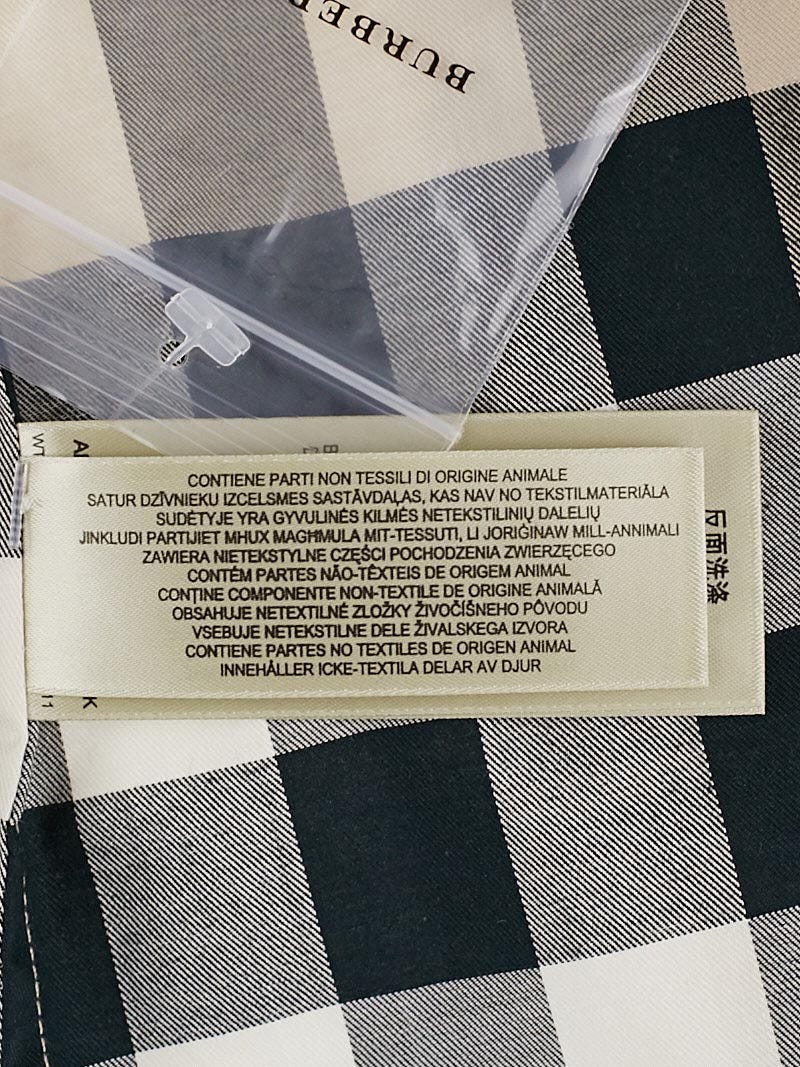 BURBER
CONTIENE PARTI NON TESSILI DI ORIGINE ANIMALE
SATUR DZĪVNIEKU IZCELSMES SASTĀVDAĻAS, KAS NAV NO TEKSTILMATERIĀLA
SUDĖTYJE YRA GYVULINĖS KILMĖS NETEKSTILINIŲ DALELIŲ
JINKLUDI PARTIJIET MHUX MAGHMULA MIT-TESSUTI, LI JORIĠINAW MILL-ANNIMALI
ZAWIERA NIETEKSTYLNE CZĘŚCI POCHODZENIA ZWIERZĘCEGO
CONTÉM PARTES NÃO-TÊXTEIS DE ORIGEM ANIMAL
CONȚINE COMPONENTE NON-TEXTILE DE ORIGINE ANIMALĂ
OBSAHUJE NETEXTILNÉ ZLOŽKY ŽIVOČÍŠNEHO PÔVODU
VSEBUJE NETEKSTILNE DELE ŽIVALSKEGA IZVORA
CONTIENE PARTES NO TEXTILES DE ORIGEN ANIMAL
INNEHÅLLER ICKE-TEXTILA DELAR AV DJUR
反面洗涤